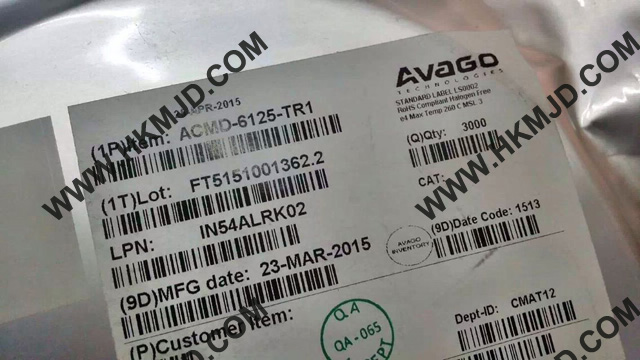 AVAGO
TECHNOLOGIES
STANDARD LABEL LS0002
RoHS Compliant Halogen Free
e4 Max Temp 260 C MSL 3
PR-2015
(1P)Item: ACMD-6125-TR1
(Q)Qty: 3000
(1T)Lot: FT5151001362.2
CAT:
LPN: IN54ALRK02
(9D)Date Code: 1513
AVAGO
INVENTORY
(9D)MFG date: 23-MAR-2015
(P)Customer Item:
QA
QA-065
Dept-ID: CMAT12
WWW.HKMJD.COM
WWW.HKMJD.COM
WWW.HKMJD.COM
HKMJD.COM